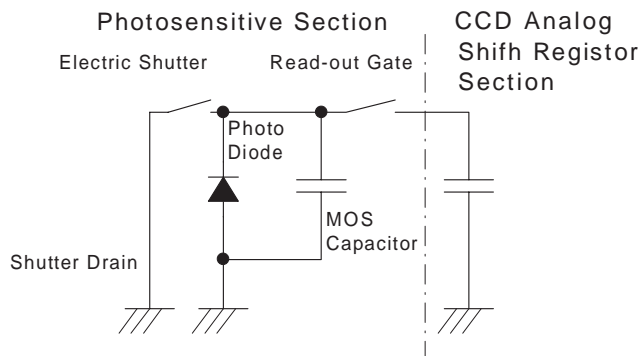 Photosensitive Section
CCD Analog
Shifh Registor
Section
Electric Shutter
Read-out Gate
Photo
Diode
MOS
Capacitor
Shutter Drain